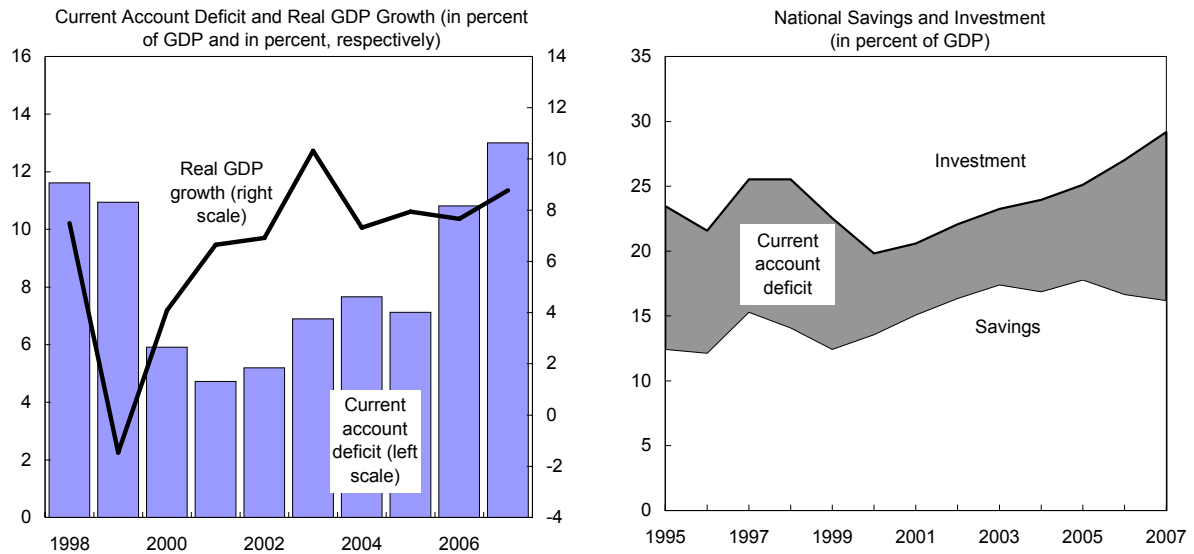 Current Account Deficit and Real GDP Growth (in percent
of GDP and in percent, respectively)
16
14
12
10
8
6
4
2
0
14
12
10
8
6
4
2
0
-2
-4
Real GDP
growth (right
scale)
Current
account
deficit (left
scale)
1998 2000 2002 2004 2006
National Savings and Investment
(in percent of GDP)
35
30
25
20
15
10
5
0
Investment
Current
account
deficit
Savings
1995 1997 1999 2001 2003 2005 2007